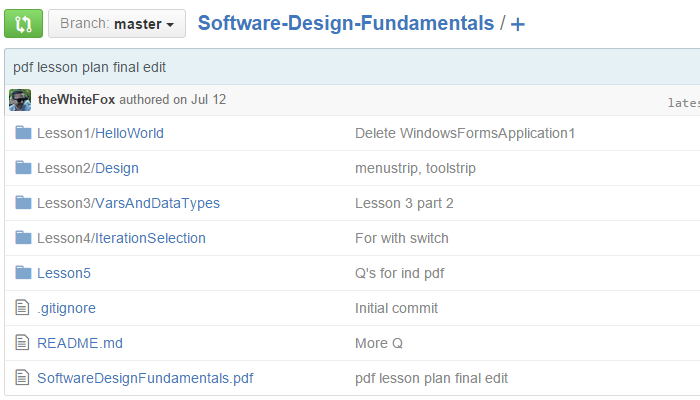 Branch: master Software-Design-Fundamentals / +
pdf lesson plan final edit
theWhiteFox authored on Jul 12
Lesson1/HelloWorld Delete WindowsFormsApplication1
Lesson2/Design menustrip, toolstrip
Lesson3/VarsAndDataTypes Lesson 3 part 2
Lesson4/IterationSelection For with switch
Lesson5 Q's for ind pdf
.gitignore Initial commit
README.md More Q
SoftwareDesignFundamentals.pdf pdf lesson plan final edit